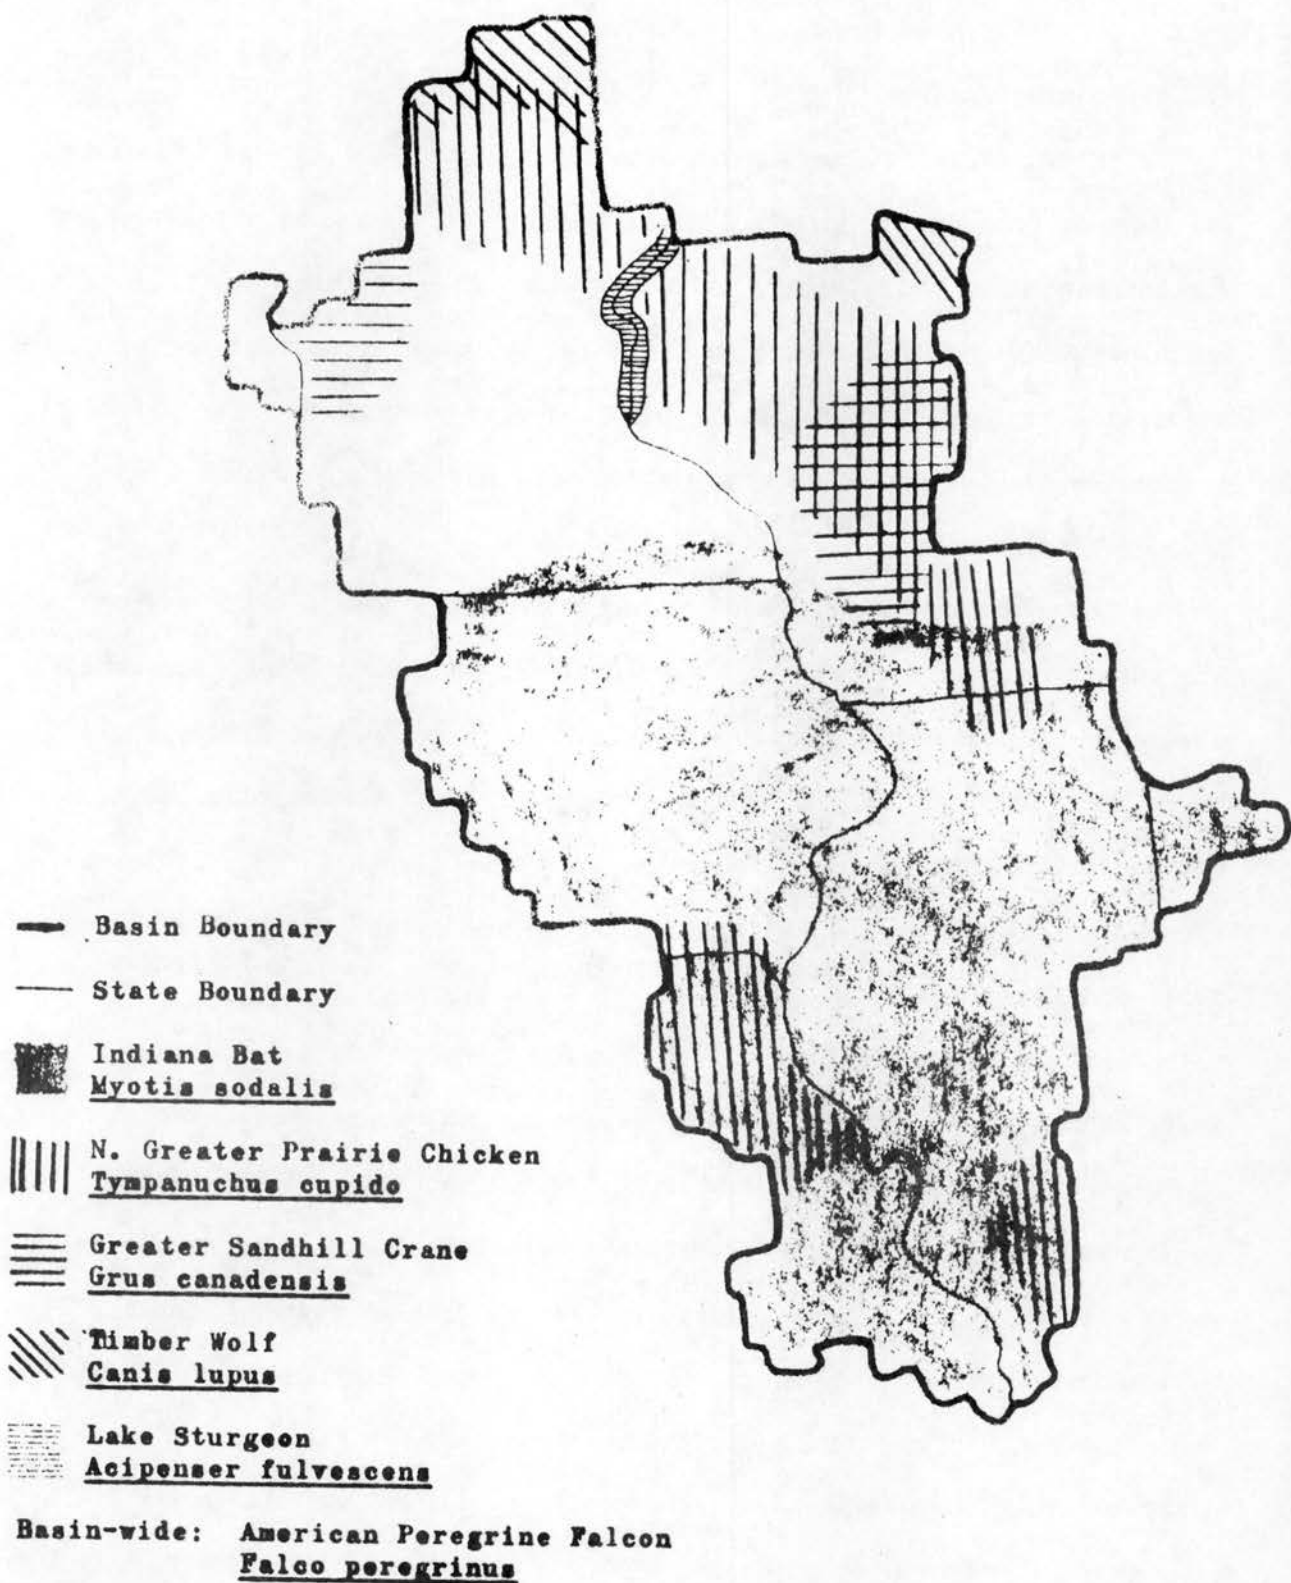 Basin Boundary
State Boundary
Indiana Bat
Myotis sodalis
N. Greater Prairie Chicken
Tympanuchus cupido
Greater Sandhill Crane
Grus canadensis
Timber Wolf
Canis lupus
Lake Sturgeon
Acipenser fulvescens
Basin-wide: American Peregrine Falcon
Falco peregrinus